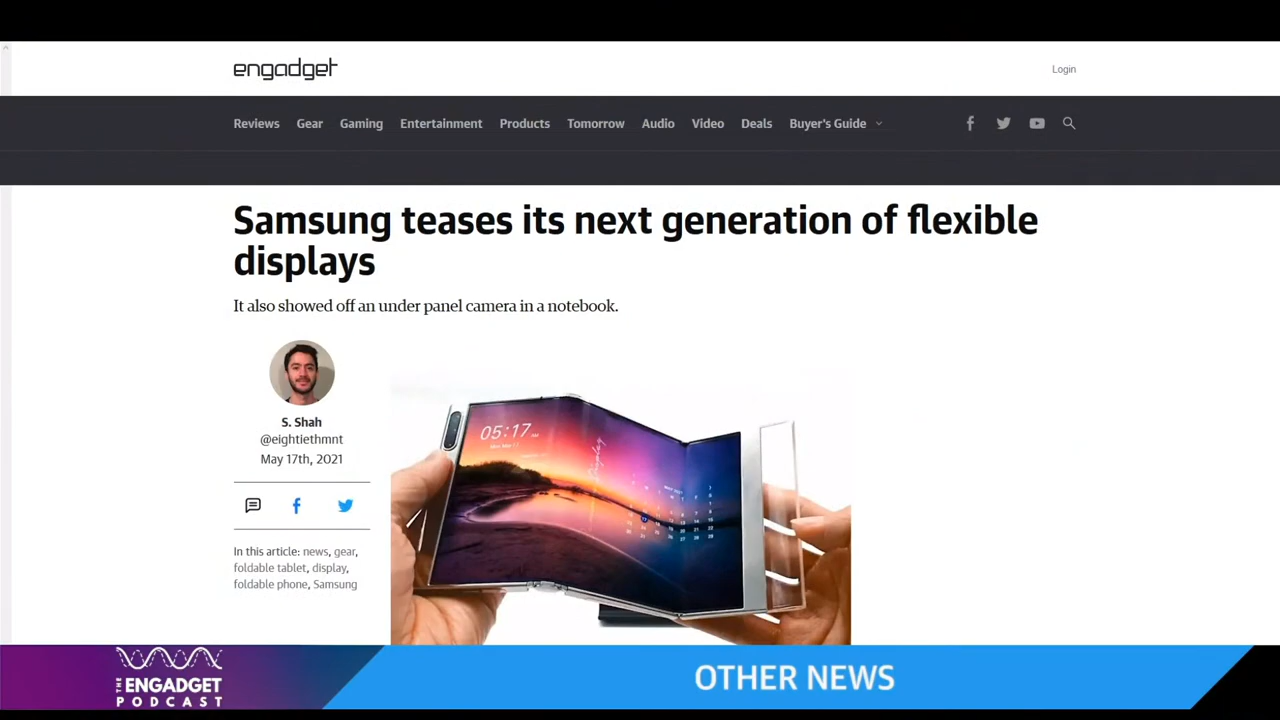 engadget
Login
Reviews Gear Gaming Entertainment Products Tomorrow Audio Video Deals Buyer's Guide
Samsung teases its next generation of flexible
displays
It also showed off an under panel camera in a notebook.
S. Shah
@eightiethmnt
May 17th, 2021
In this article: news, gear,
foldable tablet, display,
foldable phone, Samsung
05:17
Display
THE
ENGADGET
PODCAST
OTHER NEWS